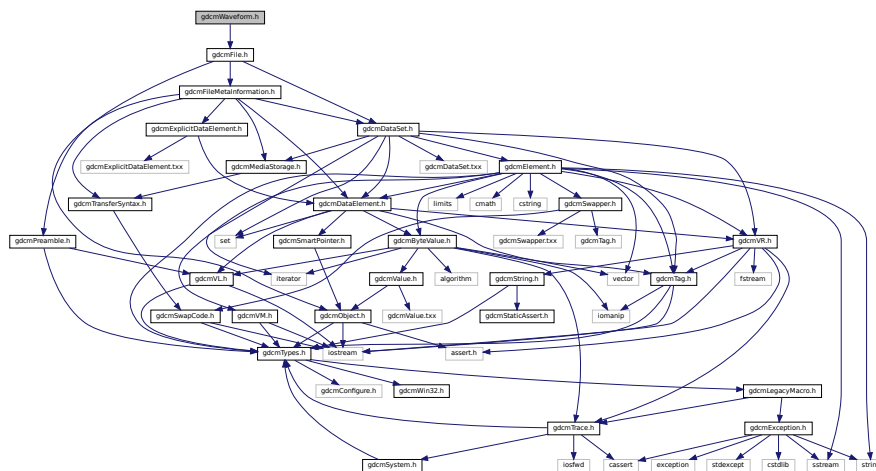 gdcmWaveform.h
gdcmFile.h
gdcmFileMetaInformation.h
gdcmExplicitDataElement.h
gdcmDataSet.h
gdcmExplicitDataElement.txx
gdcmMediaStorage.h
gdcmDataSet.txx
gdcmElement.h
gdcmTransferSyntax.h
gdcmDataElement.h
limits
cmath
cstring
gdcmSwapper.h
gdcmPreamble.h
set
gdcmSmartPointer.h
gdcmByteValue.h
gdcmSwapper.txx
gdcmTag.h
gdcmVR.h
gdcmVL.h
iterator
gdcmValue.h
algorithm
gdcmString.h
vector
gdcmTag.h
fstream
gdcmSwapCode.h
gdcmVM.h
gdcmObject.h
gdcmValue.txx
gdcmStaticAssert.h
iomanip
gdcmTypes.h
iostream
assert.h
gdcmConfigure.h
gdcmWin32.h
gdcmLegacyMacro.h
gdcmTrace.h
gdcmException.h
gdcmSystem.h
iosfwd
cassert
exception
stdexcept
cstdlib
sstream